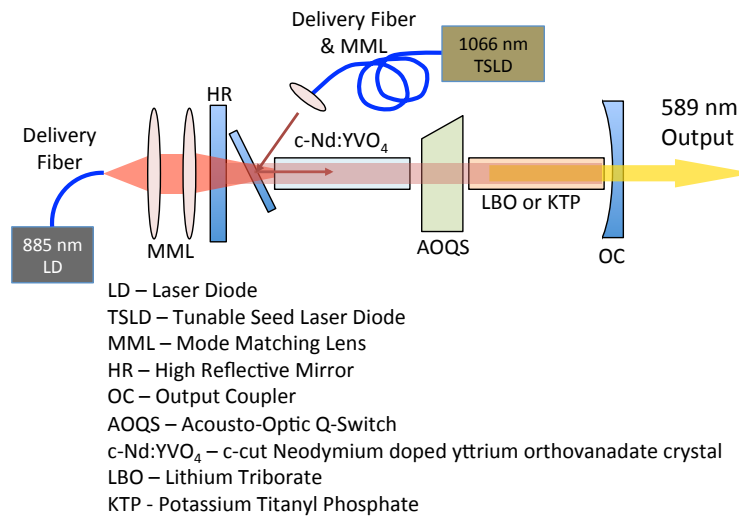 Delivery Fiber
& MML
1066 nm
TSLD
HR
589 nm
Output
Delivery
Fiber
c-Nd:YVO₄
885 nm
LD
MML
AOQS
LBO or KTP
OC
LD – Laser Diode
TSLD – Tunable Seed Laser Diode
MML – Mode Matching Lens
HR – High Reflective Mirror
OC – Output Coupler
AOQS – Acousto-Optic Q-Switch
c-Nd:YVO₄ – c-cut Neodymium doped yttrium orthovanadate crystal
LBO – Lithium Triborate
KTP - Potassium Titanyl Phosphate